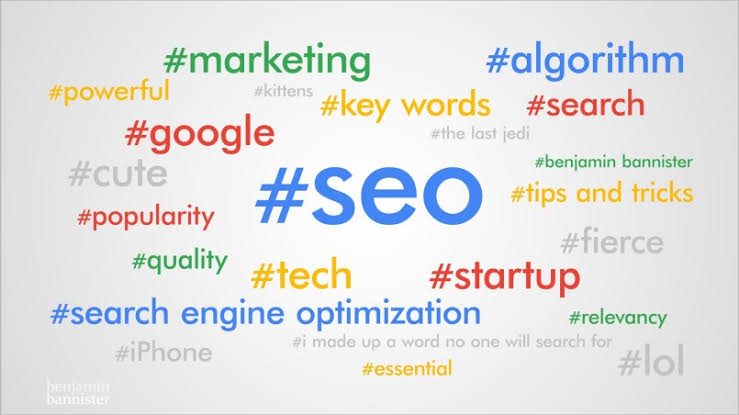 #marketing
#algorithm
#powerful
#kittens
#key words
#search
#google
#the last jedi
#cute
#seo
#benjamin bannister
#tips and tricks
#popularity
#fierce
#quality
#tech
#startup
#search engine optimization
#relevancy
#i made up a word no one will search for
#iPhone
#lol
#essential
benjamin
bannister